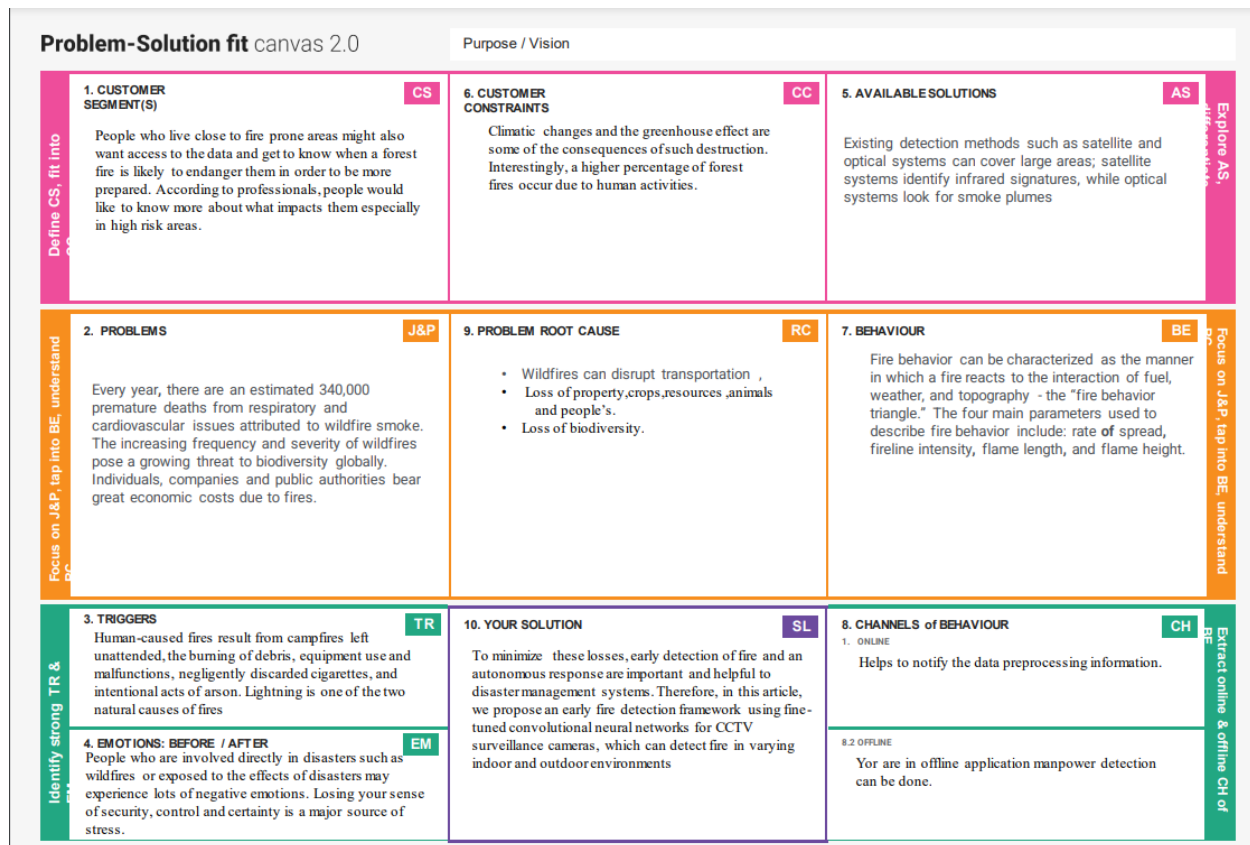 Problem-Solution fit canvas 2.0
Purpose / Vision
Define CS, fit into
1. CUSTOMER
SEGMENT(S)
CS
People who live close to fire prone areas might also
want access to the data and get to know when a forest
fire is likely to endanger them in order to be more
prepared. According to professionals, people would
like to know more about what impacts them especially
in high risk areas.
6. CUSTOMER
CONSTRAINTS
CC
Climatic changes and the greenhouse effect are
some of the consequences of such destruction.
Interestingly, a higher percentage of forest
fires occur due to human activities.
5. AVAILABLE SOLUTIONS
AS
Existing detection methods such as satellite and
optical systems can cover large areas; satellite
systems identify infrared signatures, while optical
systems look for smoke plumes
Explore AS,
Focus on J&P, tap into BE, understand
2. PROBLEMS
J&P
Every year, there are an estimated 340,000
premature deaths from respiratory and
cardiovascular issues attributed to wildfire smoke.
The increasing frequency and severity of wildfires
pose a growing threat to biodiversity globally.
Individuals, companies and public authorities bear
great economic costs due to fires.
9. PROBLEM ROOT CAUSE
RC
• Wildfires can disrupt transportation ,
• Loss of property,crops,resources ,animals
and people's.
• Loss of biodiversity.
7. BEHAVIOUR
BE
Fire behavior can be characterized as the manner
in which a fire reacts to the interaction of fuel,
weather, and topography - the “fire behavior
triangle.” The four main parameters used to
describe fire behavior include: rate of spread,
fireline intensity, flame length, and flame height.
Focus on J&P, tap into BE, understand
Identify strong TR &
3. TRIGGERS
TR
Human-caused fires result from campfires left
unattended, the burning of debris, equipment use and
malfunctions, negligently discarded cigarettes, and
intentional acts of arson. Lightning is one of the two
natural causes of fires
4. EMOTIONS: BEFORE / AFTER
EM
People who are involved directly in disasters such as
wildfires or exposed to the effects of disasters may
experience lots of negative emotions. Losing your sense
of security, control and certainty is a major source of
stress.
10. YOUR SOLUTION
SL
To minimize these losses, early detection of fire and an
autonomous response are important and helpful to
disaster management systems. Therefore, in this article,
we propose an early fire detection framework using fine-
tuned convolutional neural networks for CCTV
surveillance cameras, which can detect fire in varying
indoor and outdoor environments
8. CHANNELS of BEHAVIOUR
CH
1. ONLINE
Helps to notify the data preprocessing information.
8.2 OFFLINE
Yor are in offline application manpower detection
can be done.
Extract online & offline CH of
BE